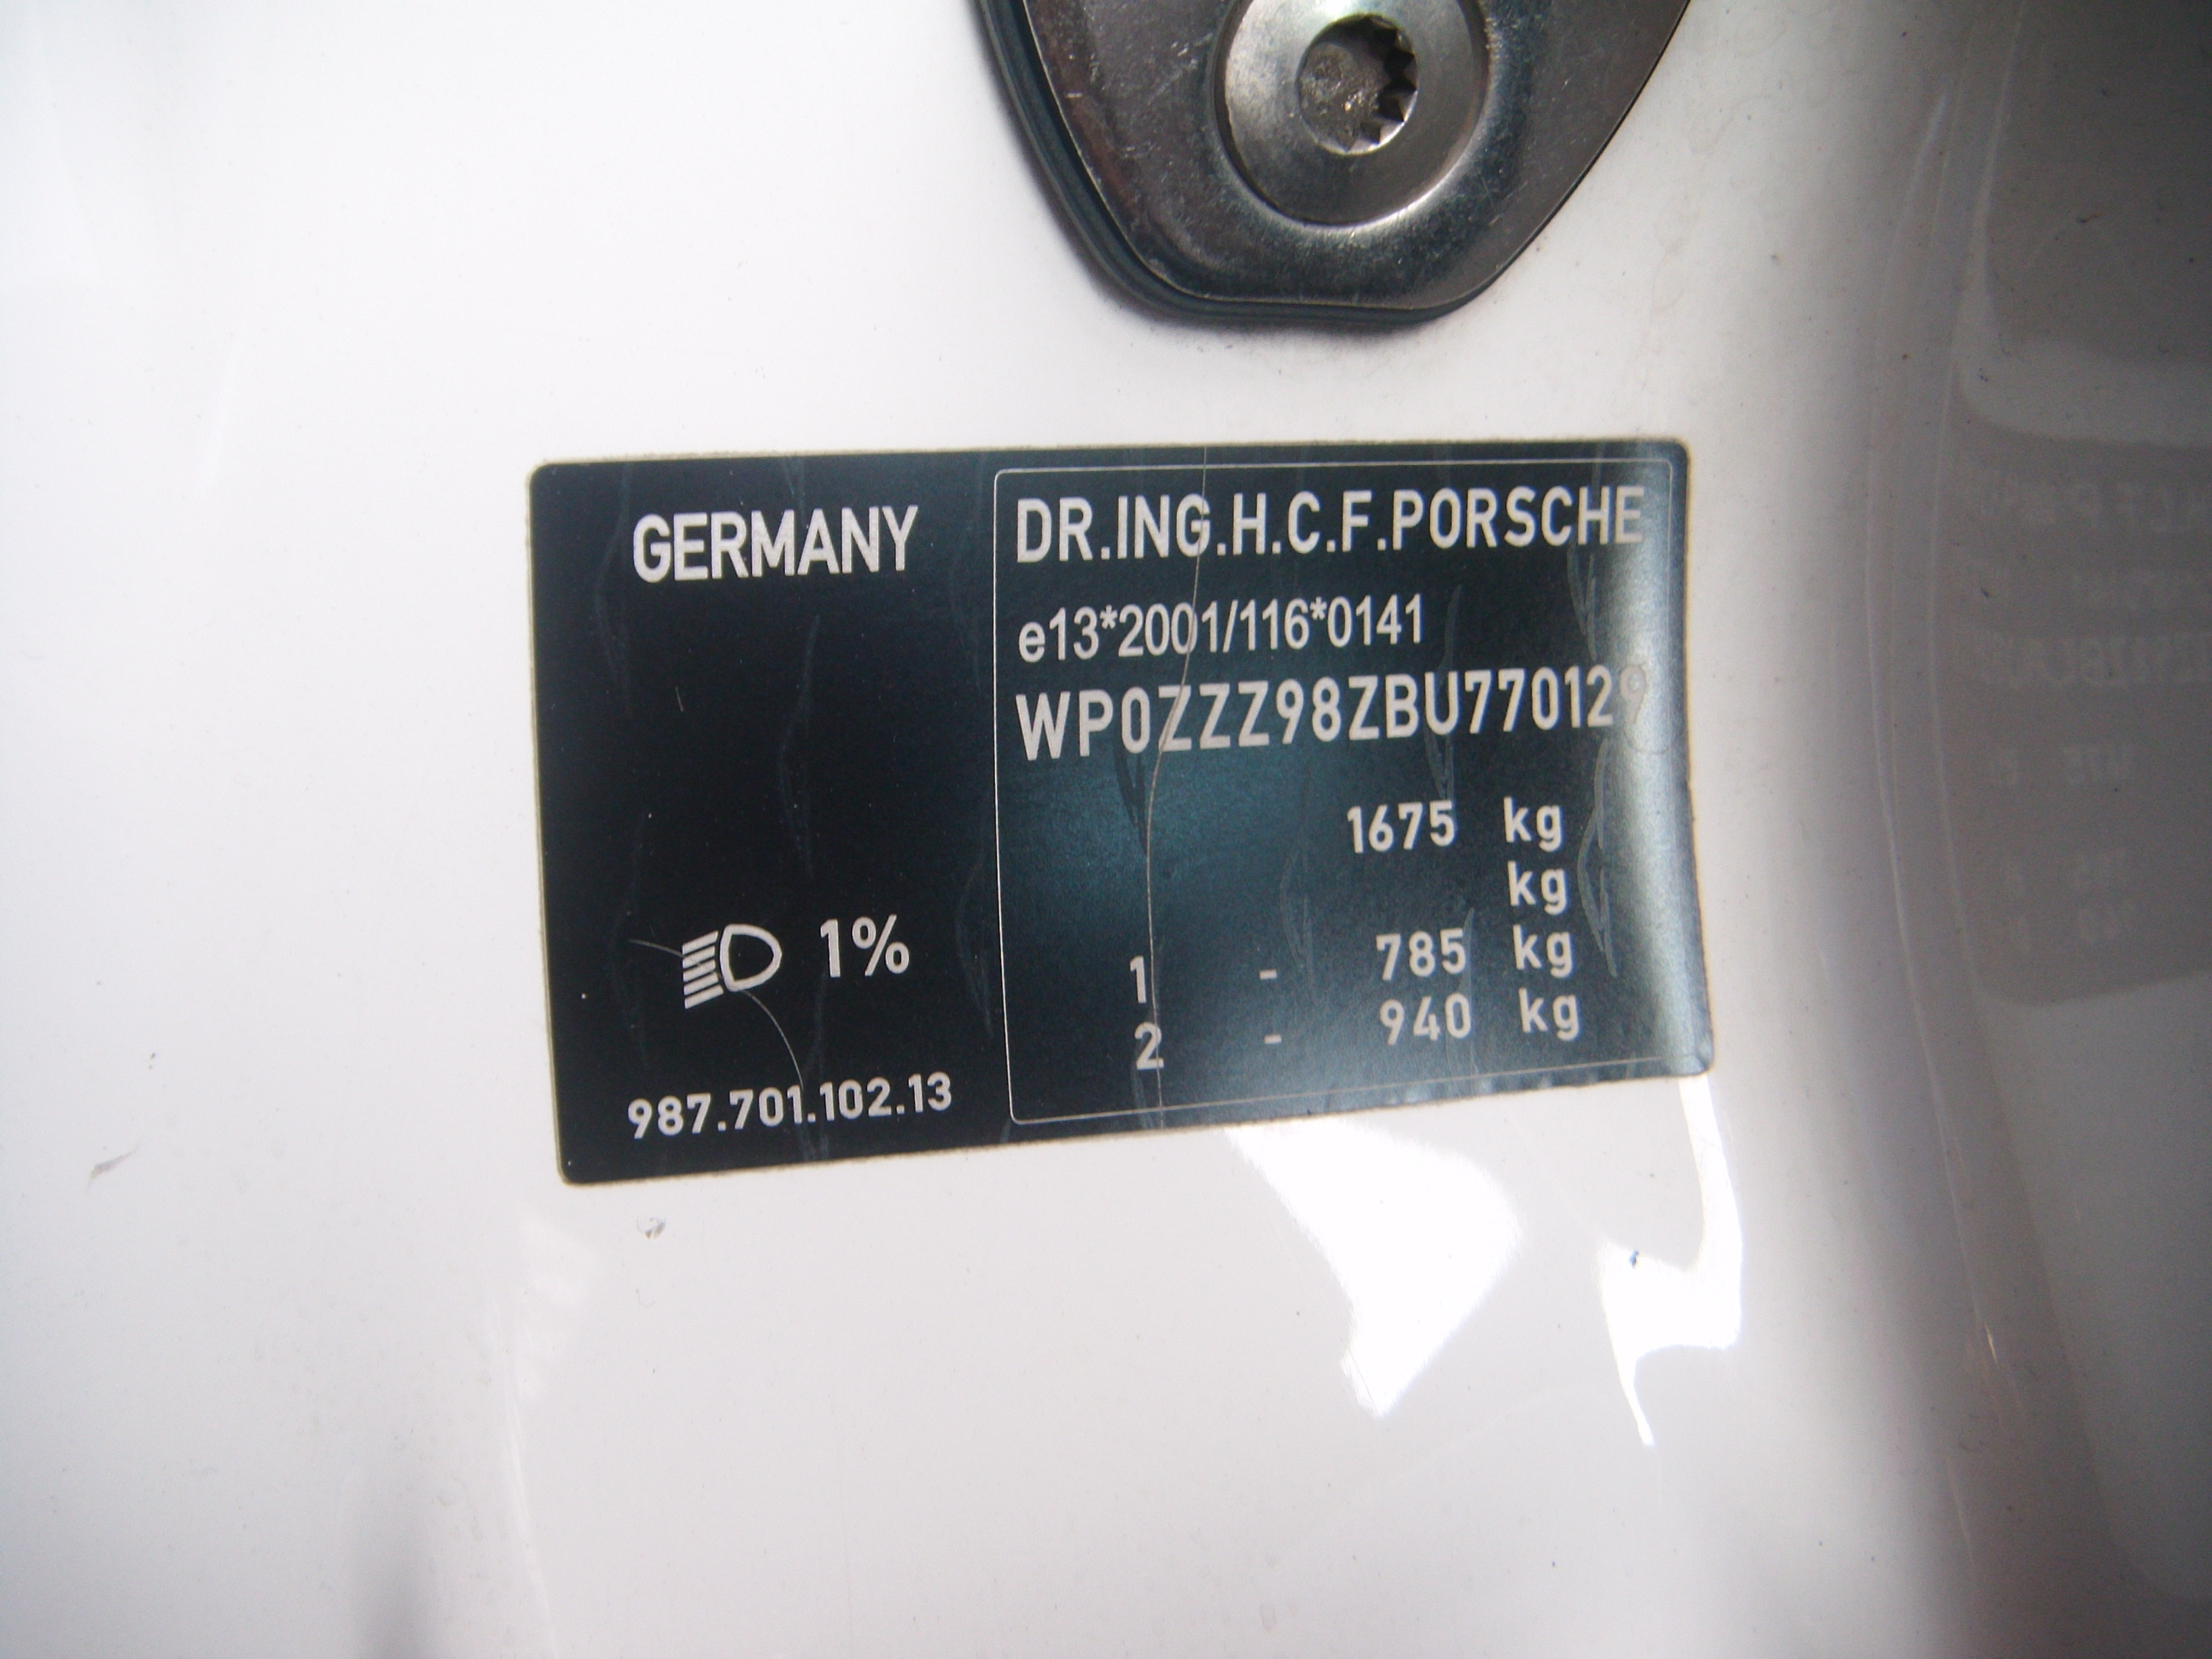 GERMANY
1%
987.701.102.13
DR.ING.H.C.F.PORSCHE
e13*2001/116*0141
WP0ZZZ98ZBU770129
1675 kg
kg
1 - 785 kg
2 - 940 kg